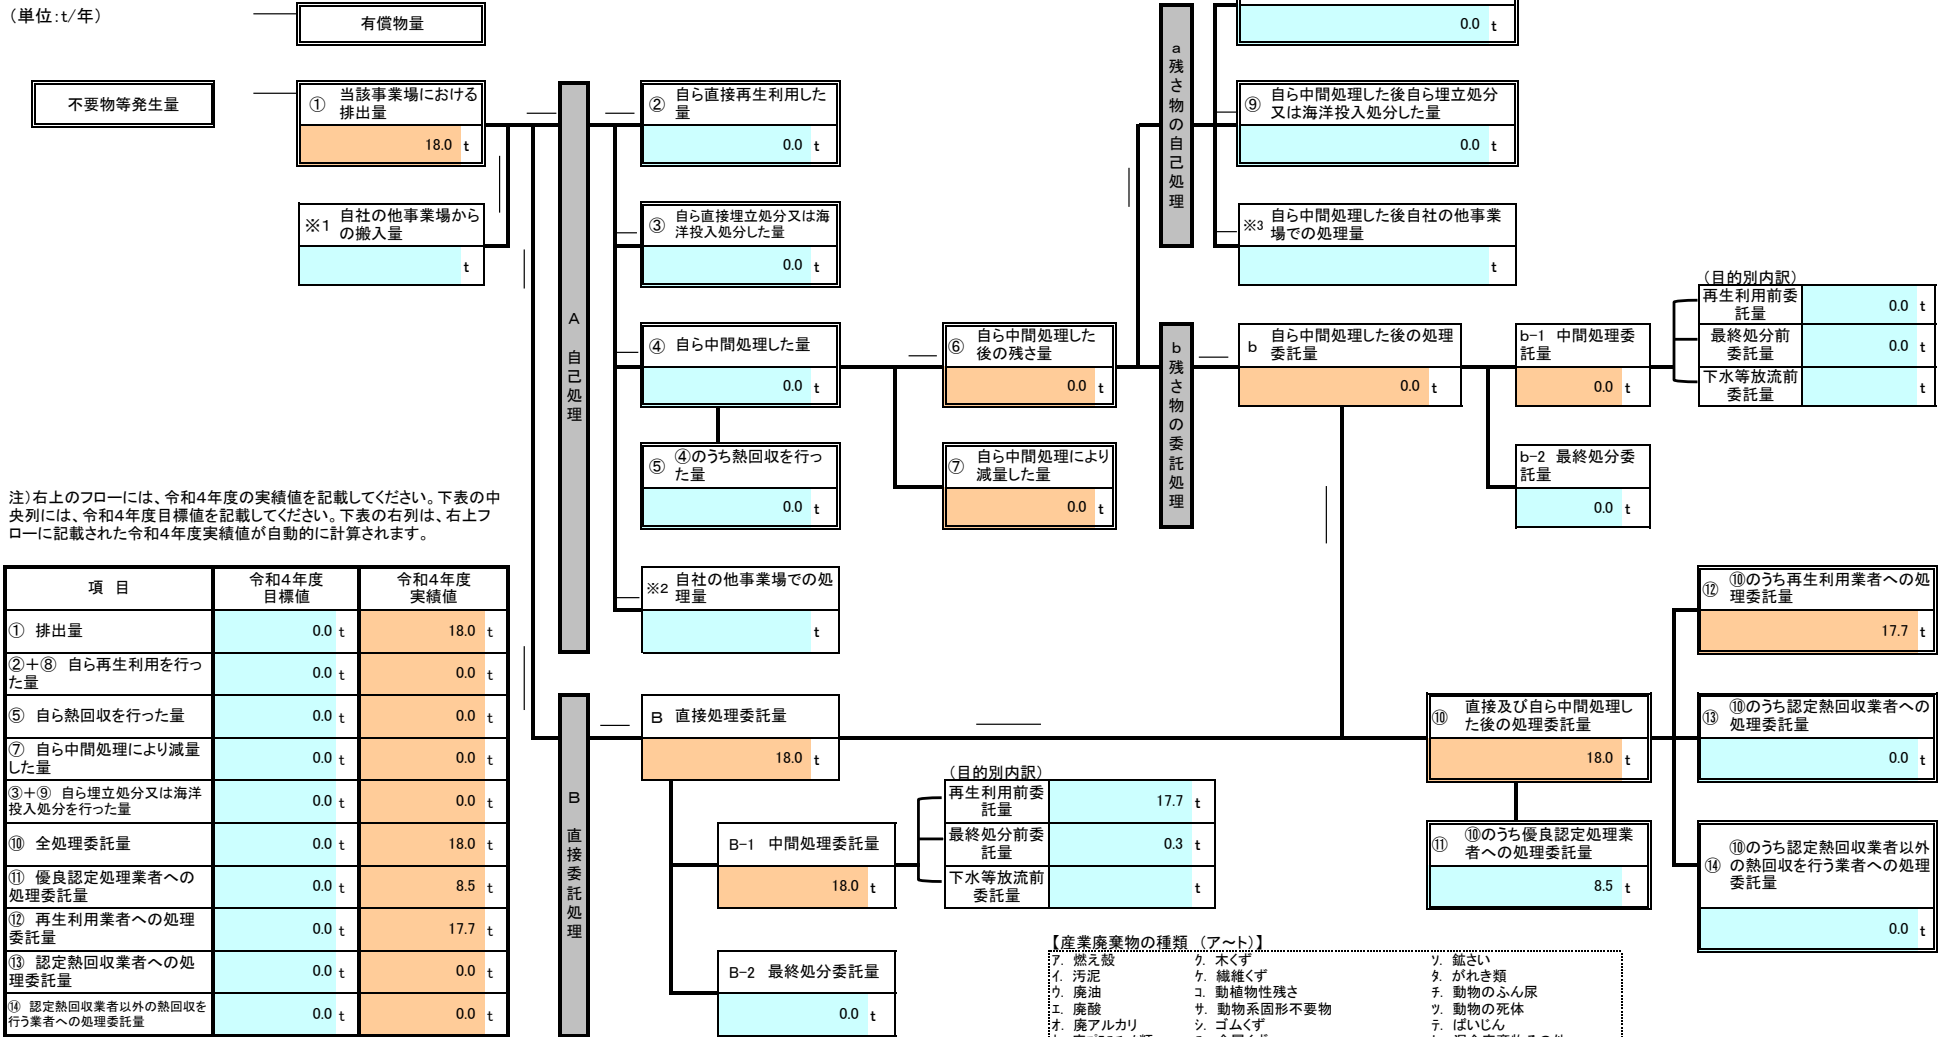 （単位:ｔ/年）
有償物量
0.0 t
不要物等発生量
① 当該事業場における
排出量
18.0 t
② 自ら直接再生利用した
量
0.0 t
a
残
さ
物
の
自
己
処
理
⑨ 自ら中間処理した後自ら埋立処分
又は海洋投入処分した量
0.0 t
※1 自社の他事業場から
の搬入量
t
③ 自ら直接埋立処分又は海
洋投入処分した量
0.0 t
※3 自ら中間処理した後自社の他事業
場での処理量
t
A
自
己
処
理
④ 自ら中間処理した量
0.0 t
⑥ 自ら中間処理した
後の残さ量
0.0 t
b
残
さ
物
の
委
託
処
理
b 自ら中間処理した後の処理
委託量
0.0 t
b-1 中間処理委
託量
0.0 t
（目的別内訳）
再生利用前委
託量 0.0 t
最終処分前
委託量 0.0 t
下水等放流前
委託量 t
⑤ ④のうち熱回収を行っ
た量
0.0 t
⑦ 自ら中間処理により
減量した量
0.0 t
b-2 最終処分委
託量
0.0 t
注）右上のフローには、令和4年度の実績値を記載してください。下表の中
央列には、令和4年度目標値を記載してください。下表の右列は、右上フ
ローに記載された令和4年度実績値が自動的に計算されます。
※2 自社の他事業場での処
理量
t
項 目 令和4年度
目標値 令和4年度
実績値
① 排出量 0.0 t 18.0 t
②＋⑧ 自ら再生利用を行っ
た量 0.0 t 0.0 t
⑤ 自ら熱回収を行った量 0.0 t 0.0 t
⑦ 自ら中間処理により減量
した量 0.0 t 0.0 t
③＋⑨ 自ら埋立処分又は海洋
投入処分を行った量 0.0 t 0.0 t
⑩ 全処理委託量 0.0 t 18.0 t
⑪ 優良認定処理業者への
処理委託量 0.0 t 8.5 t
⑫ 再生利用業者への処理
委託量 0.0 t 17.7 t
⑬ 認定熱回収業者への処
理委託量 0.0 t 0.0 t
⑭ 認定熱回収業者以外の熱回収を
行う業者への処理委託量 0.0 t 0.0 t
B
直
接
委
託
処
理
B 直接処理委託量
18.0 t
B-1 中間処理委託量
18.0 t
B-2 最終処分委託量
0.0 t
（目的別内訳）
再生利用前委
託量 17.7 t
最終処分前委
託量 0.3 t
下水等放流前
委託量 t
⑩ 直接及び自ら中間処理し
た後の処理委託量
18.0 t
⑪ ⑩のうち優良認定処理業
者への処理委託量
8.5 t
⑫ ⑩のうち再生利用業者への処
理委託量
17.7 t
⑬ ⑩のうち認定熱回収業者への
処理委託量
0.0 t
⑭ ⑩のうち認定熱回収業者以外
の熱回収を行う業者への処理
委託量
0.0 t
【産業廃棄物の種類 （ア～ト）】
ア. 燃え殻 ク. 木くず ソ. 鉱さい
イ. 汚泥 ケ. 繊維くず タ. がれき類
ウ. 廃油 コ. 動植物性残さ チ. 動物のふん尿
エ. 廃酸 サ. 動物系固形不要物 ツ. 動物の死体
オ. 廃アルカリ シ. ゴムくず テ. ばいじん